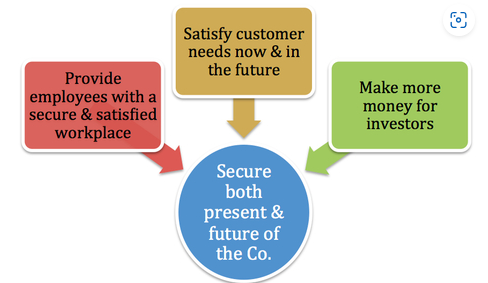 Satisfy customer
needs now & in
the future
Provide
employees with a
secure & satisfied
workplace
Make more
money for
investors
Secure
both
present &
future of
the Co.